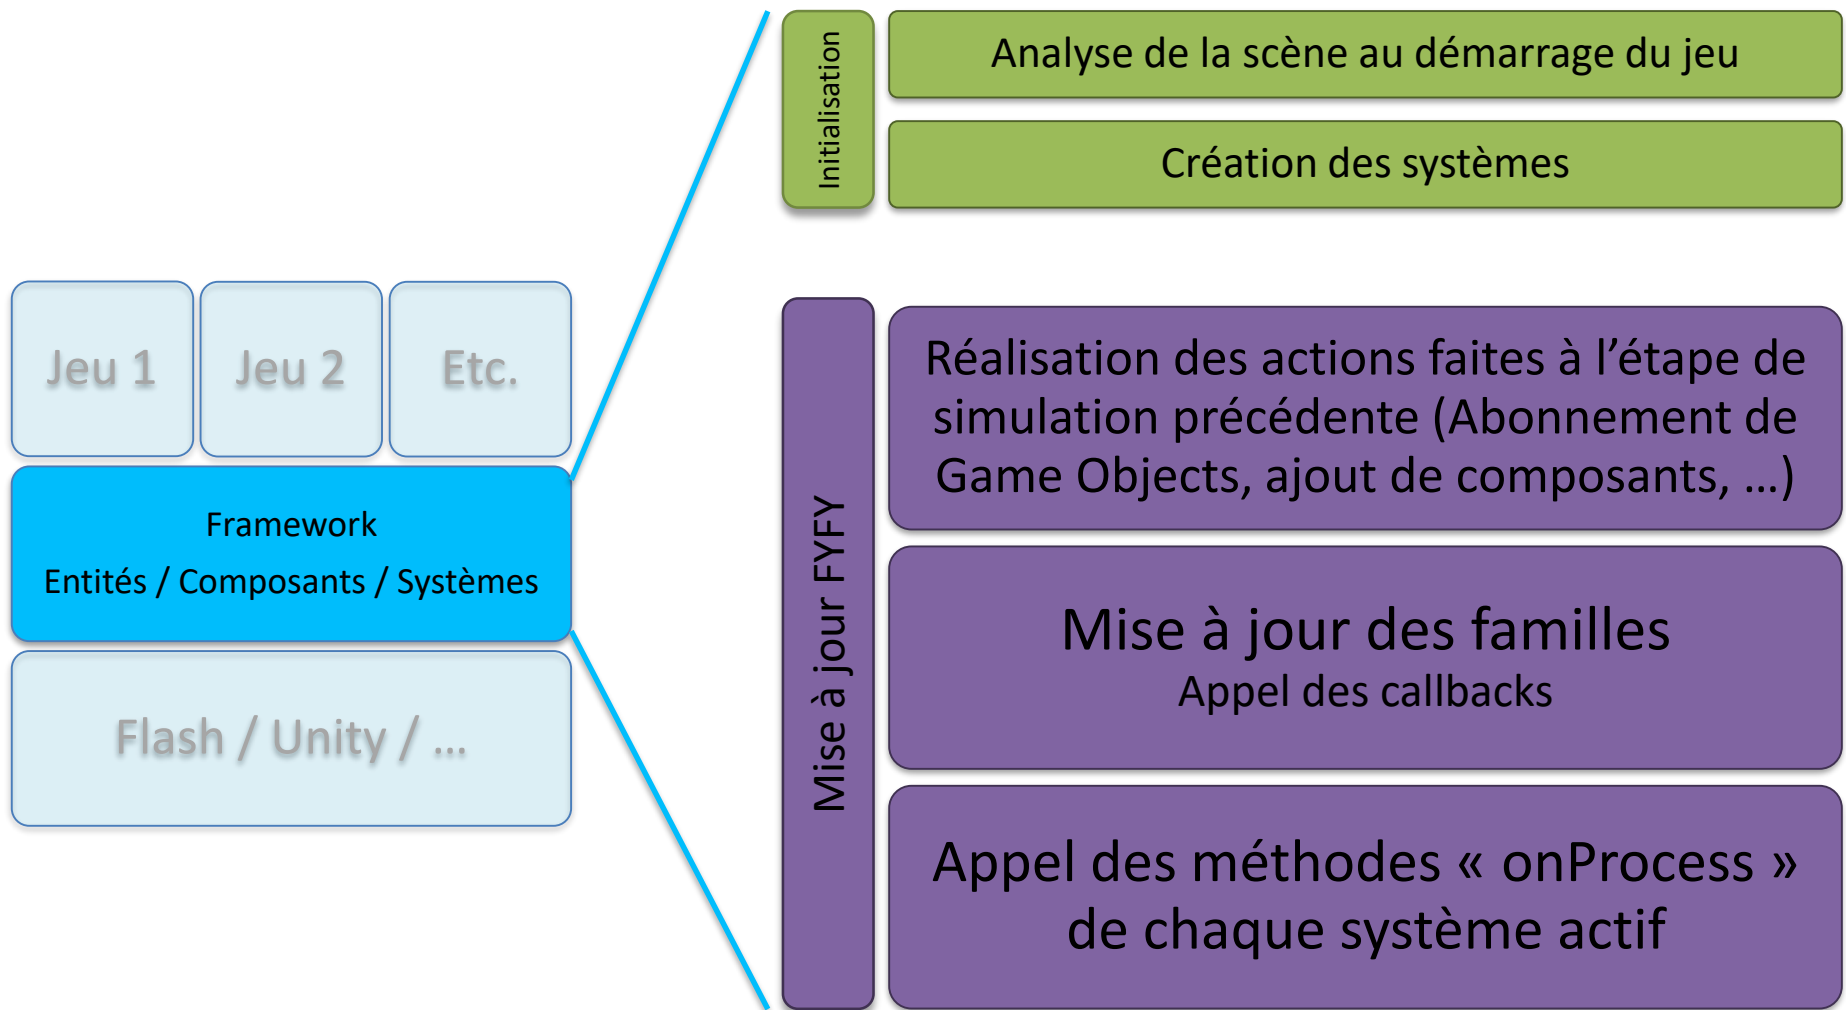 Jeu 1
Jeu 2
Etc.
Framework
Entités / Composants / Systèmes
Flash / Unity / ...
Initialisation
Analyse de la scène au démarrage du jeu
Création des systèmes
Mise à jour FYFY
Réalisation des actions faites à l’étape de
simulation précédente (Abonnement de
Game Objects, ajout de composants, ...)
Mise à jour des familles
Appel des callbacks
Appel des méthodes « onProcess »
de chaque système actif